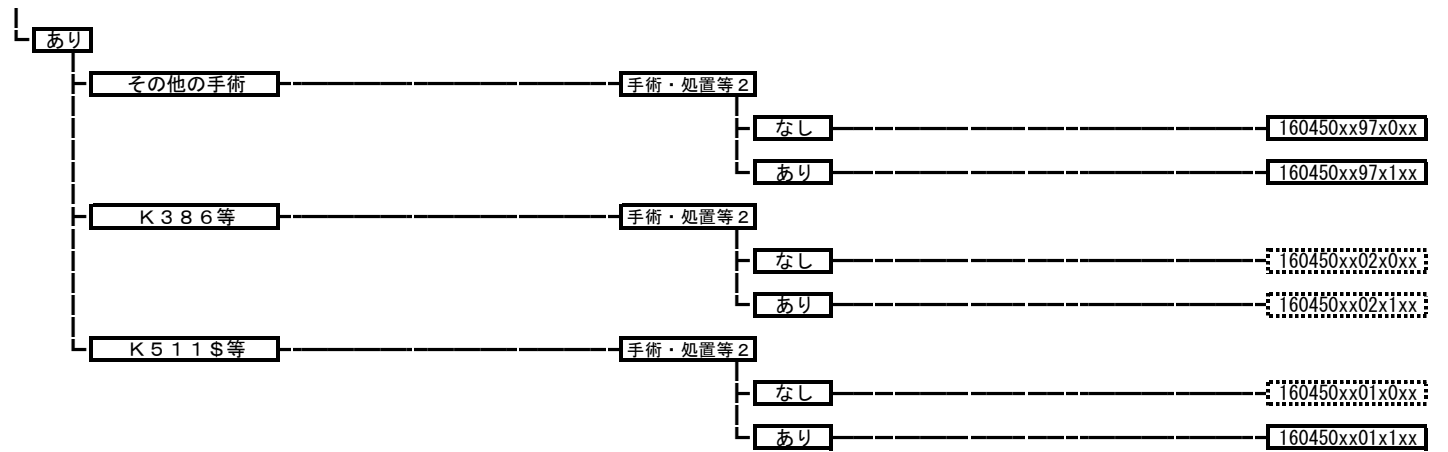 あり
その他の手術 手術・処置等２
なし 160450xx97x0xx
あり 160450xx97x1xx
Ｋ３８６等 手術・処置等２
なし 160450xx02x0xx
あり 160450xx02x1xx
Ｋ５１１＄等 手術・処置等２
なし 160450xx01x0xx
あり 160450xx01x1xx